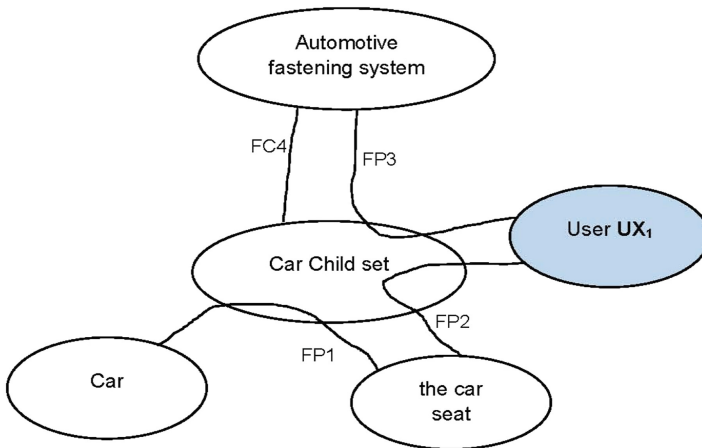 Automotive
fastening system
FC4
FP3
User UX₁
Car Child set
FP2
FP1
Car
the car
seat